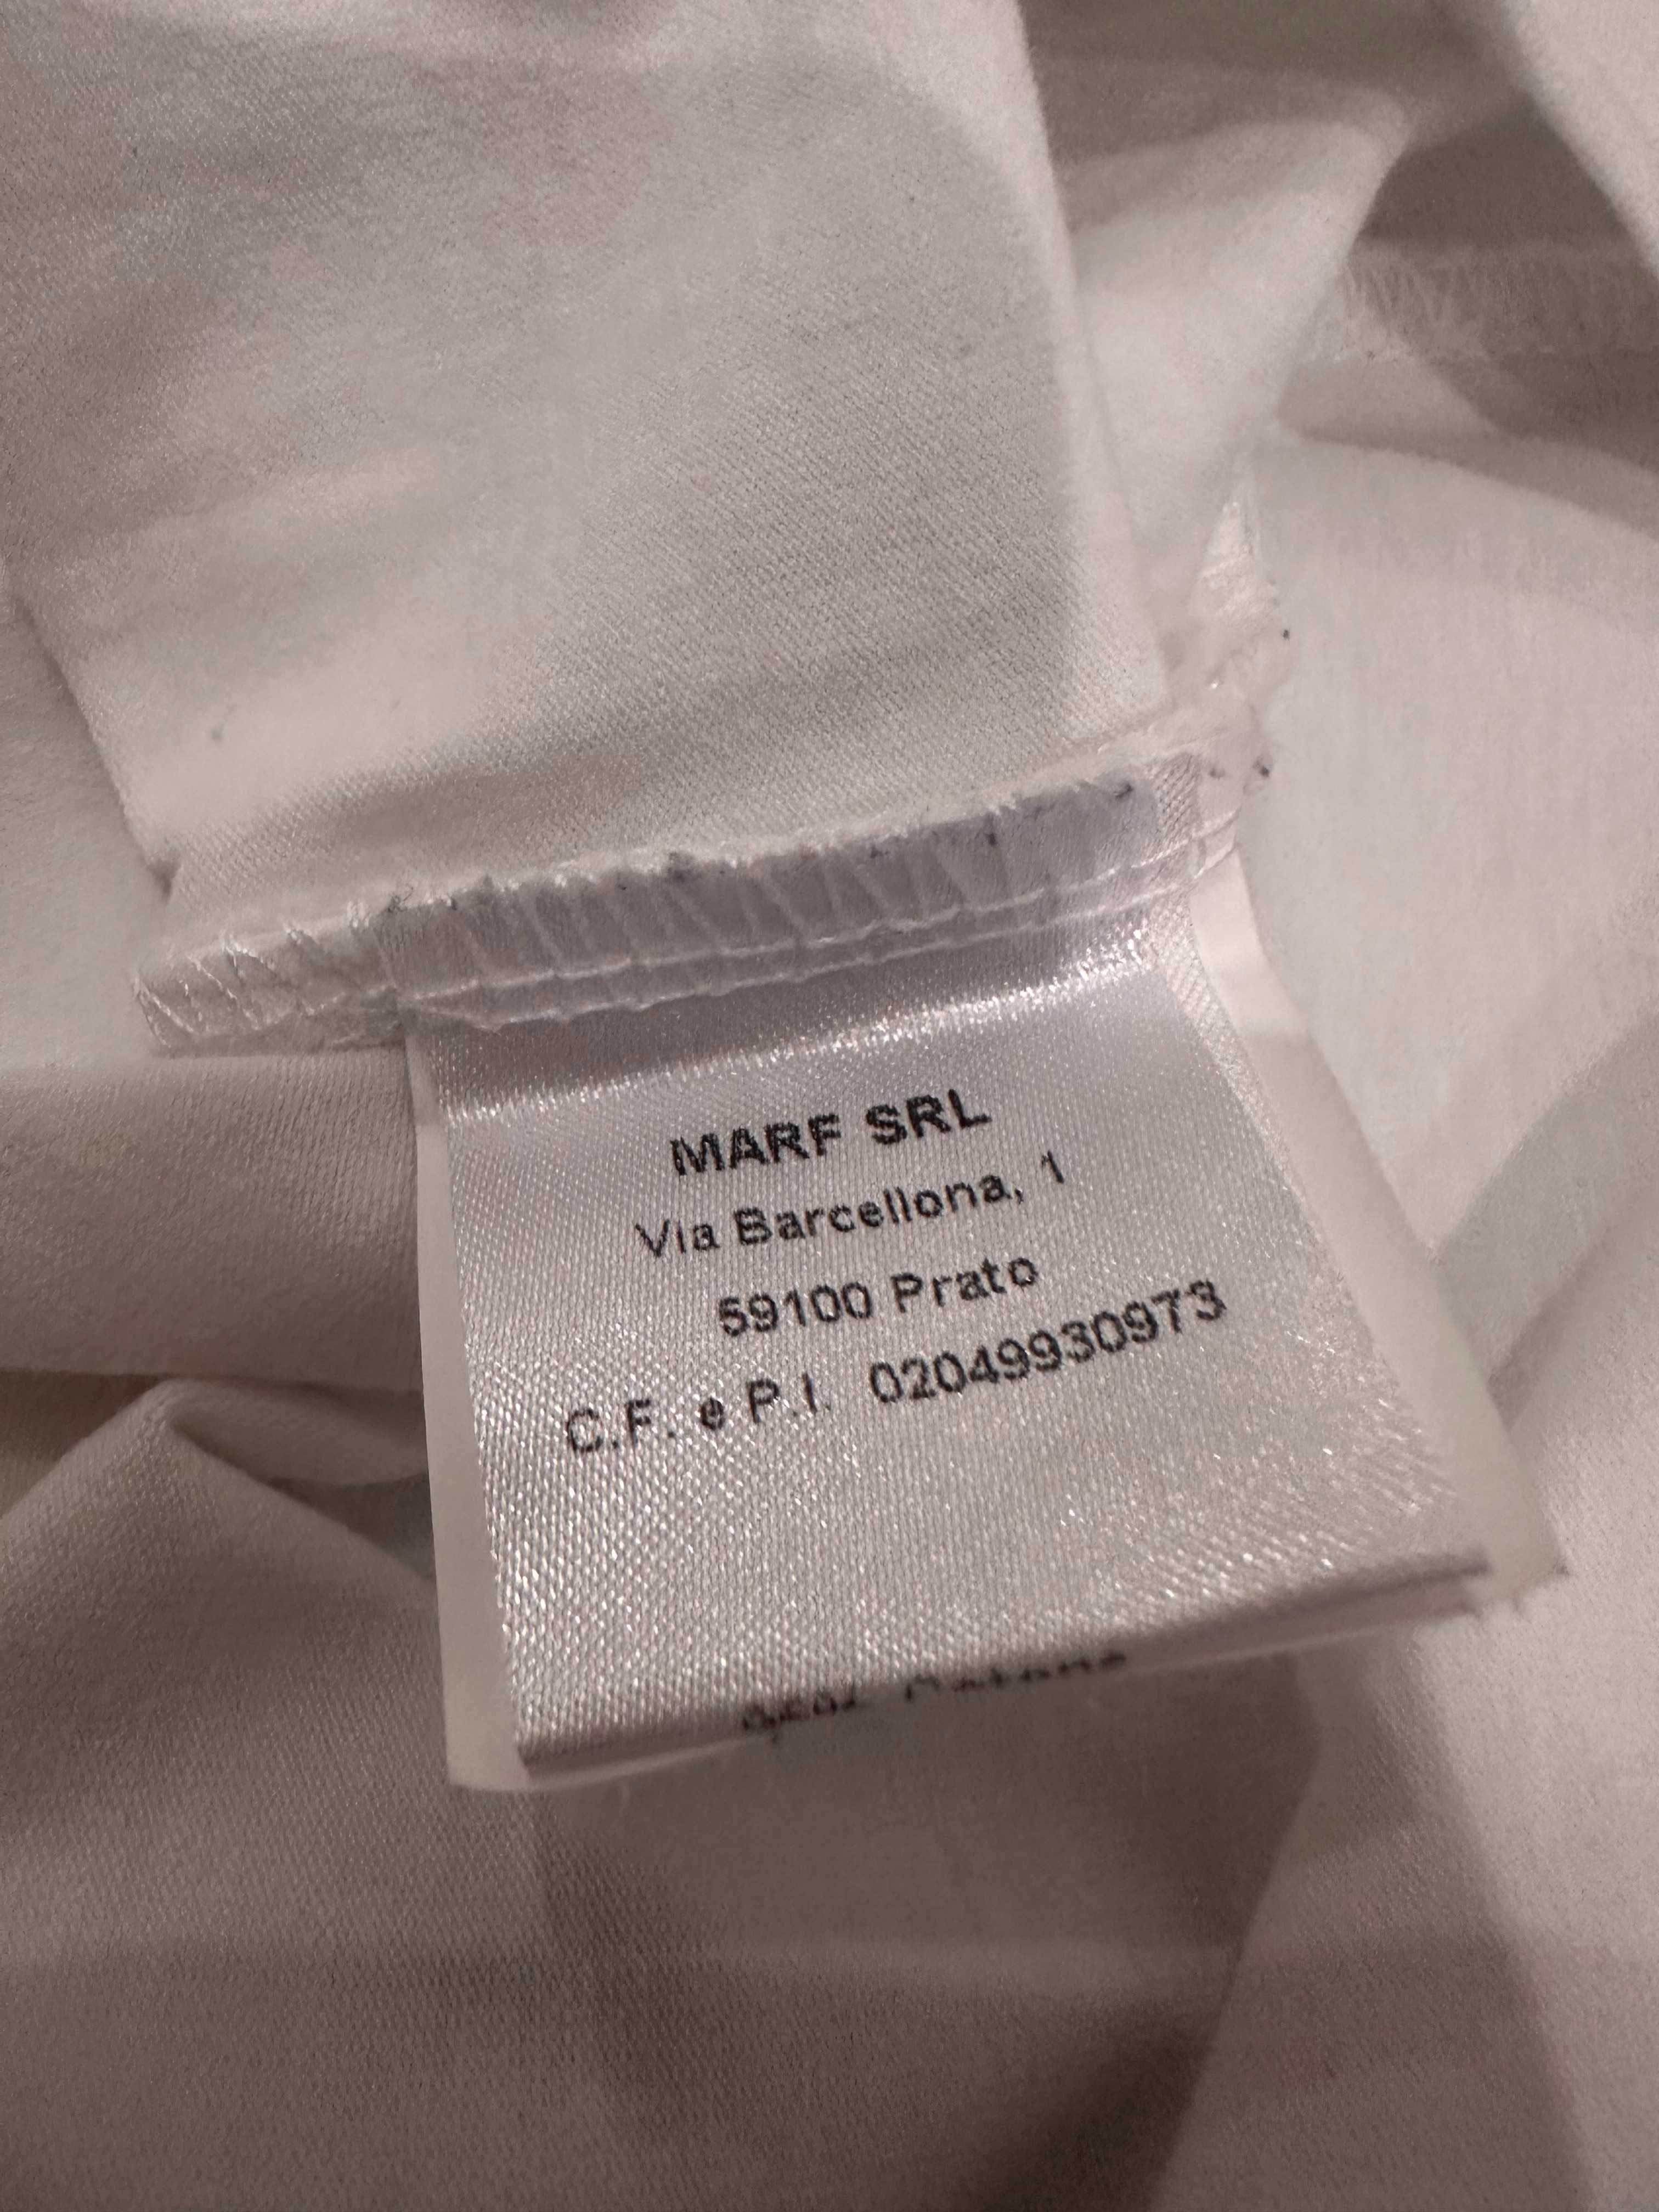 MARF SRL
Via Barcellona, 1
59100 Prato
C.F. e P.I. 02049930973